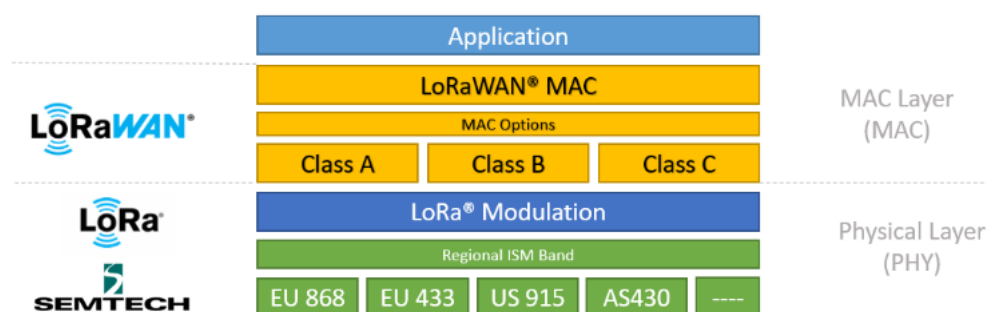 Application
LoRaWAN®
LoRaWAN® MAC
MAC Options
Class A Class B Class C
MAC Layer
(MAC)
LoRa®
SEMTECH
LoRa® Modulation
Regional ISM Band
EU 868 EU 433 US 915 AS430 ----
Physical Layer
(PHY)